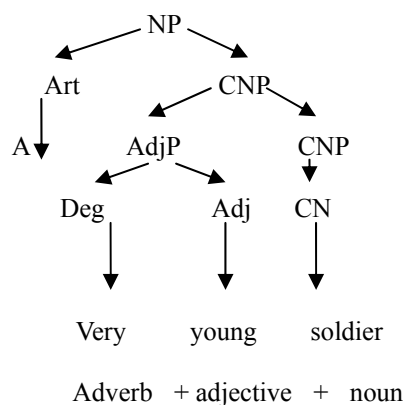 NP
Art CNP
A AdjP CNP
Deg Adj CN
Very young soldier
Adverb + adjective + noun